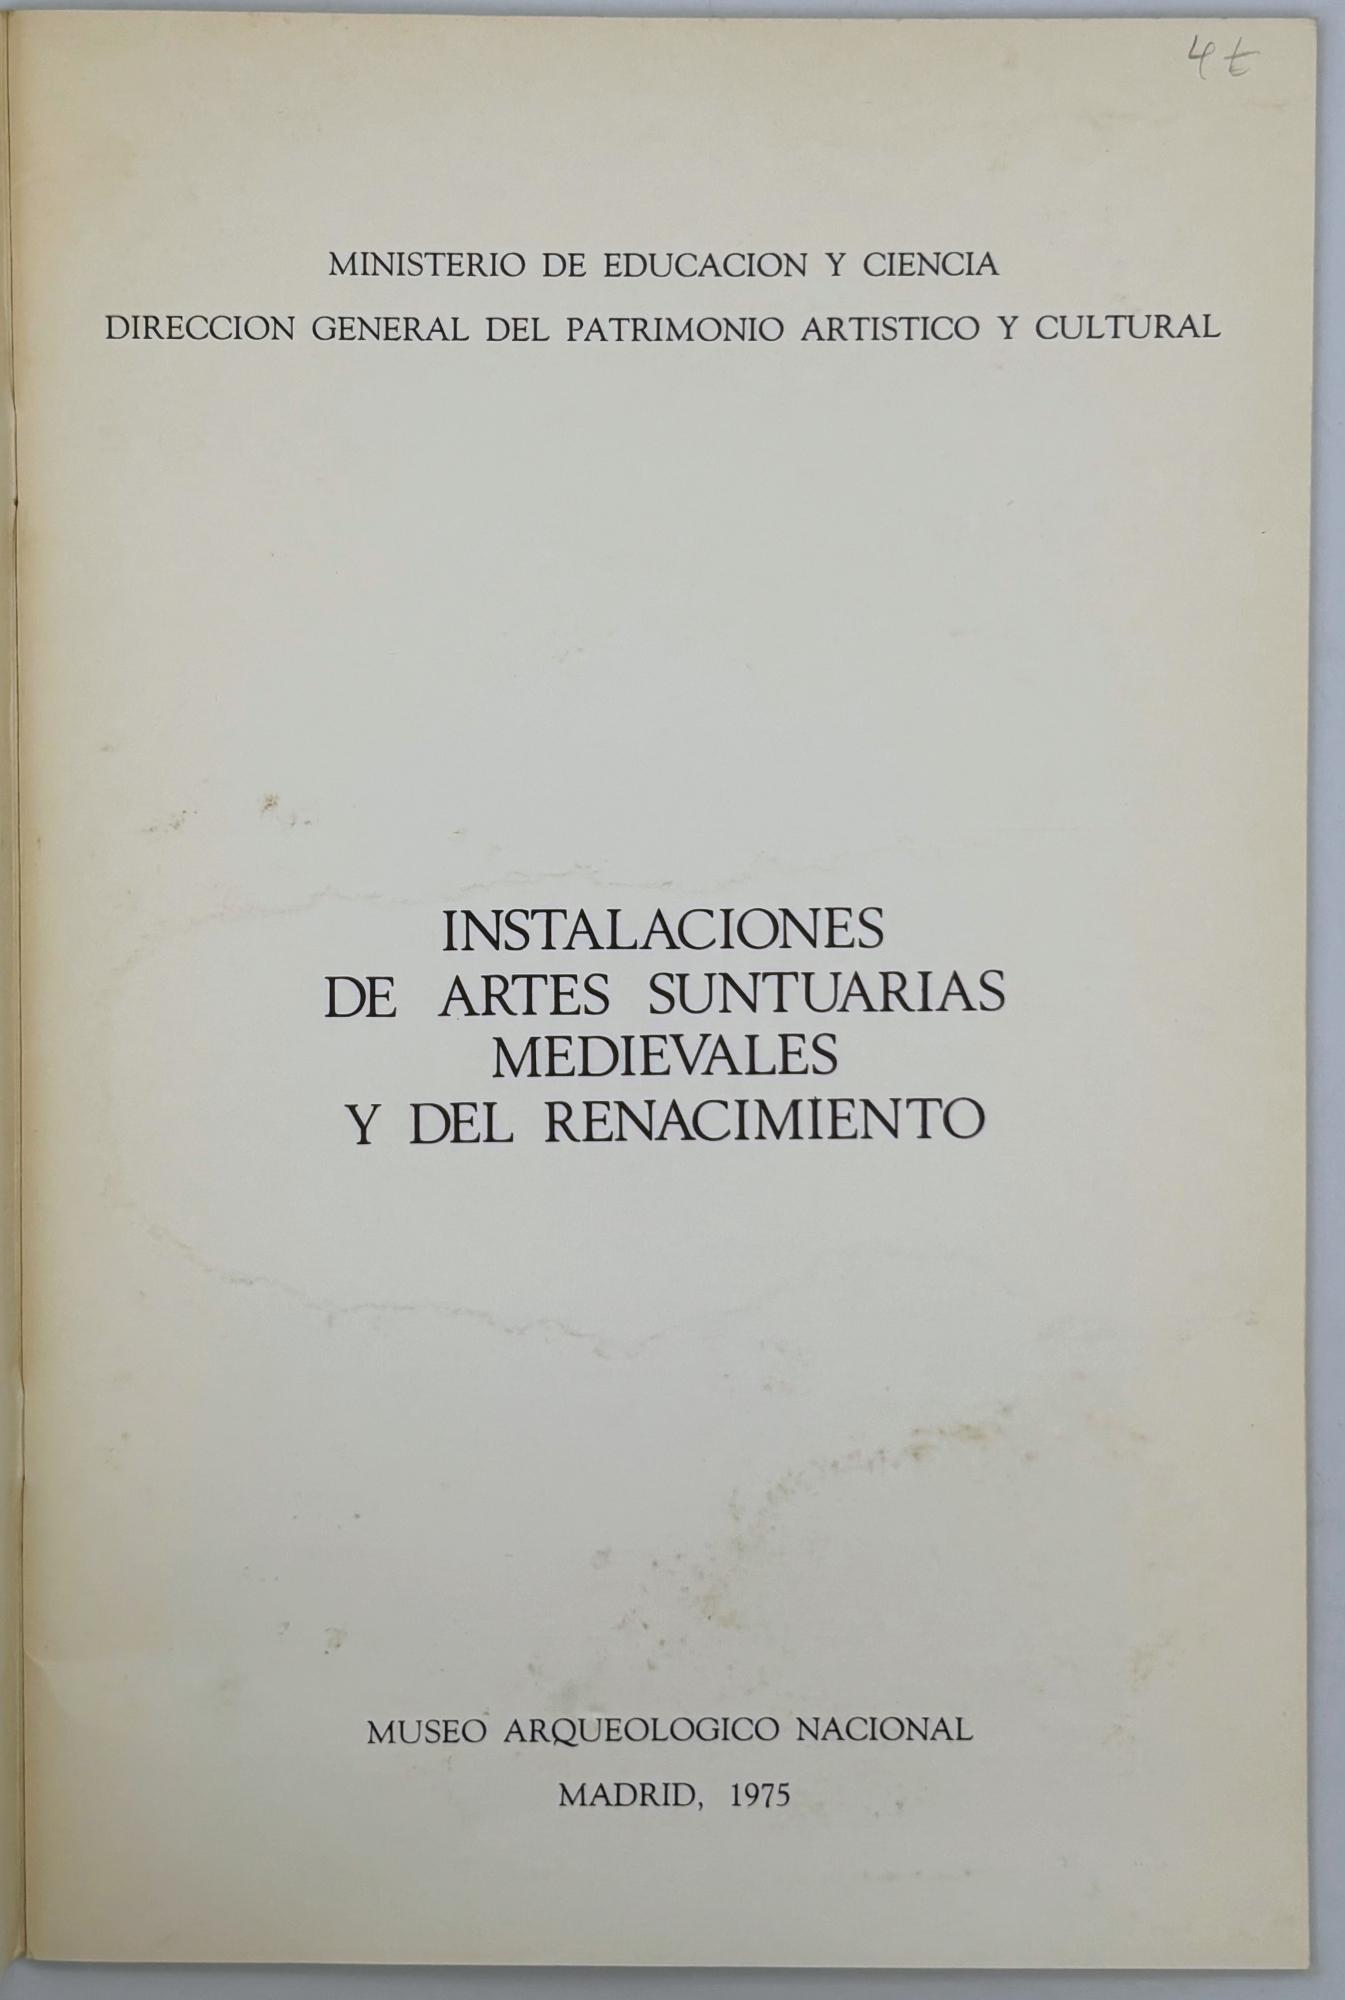 4 €
MINISTERIO DE EDUCACION Y CIENCIA
DIRECCION GENERAL DEL PATRIMONIO ARTISTICO Y CULTURAL
INSTALACIONES
DE ARTES SUNTUARIAS
MEDIEVALES
Y DEL RENACIMIENTO
MUSEO ARQUEOLOGICO NACIONAL
MADRID, 1975